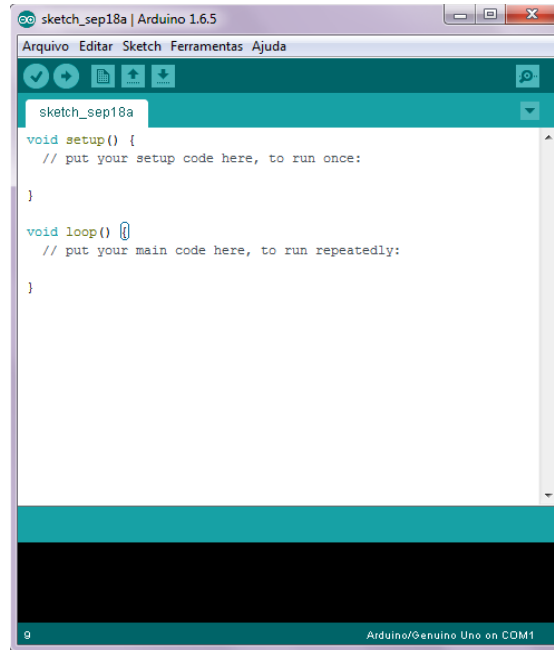 sketch_sep18a | Arduino 1.6.5
Arquivo Editar Sketch Ferramentas Ajuda
sketch_sep18a
void setup() {
  // put your setup code here, to run once:
}
void loop() {
  // put your main code here, to run repeatedly:
}
9 Arduino/Genuino Uno on COM1